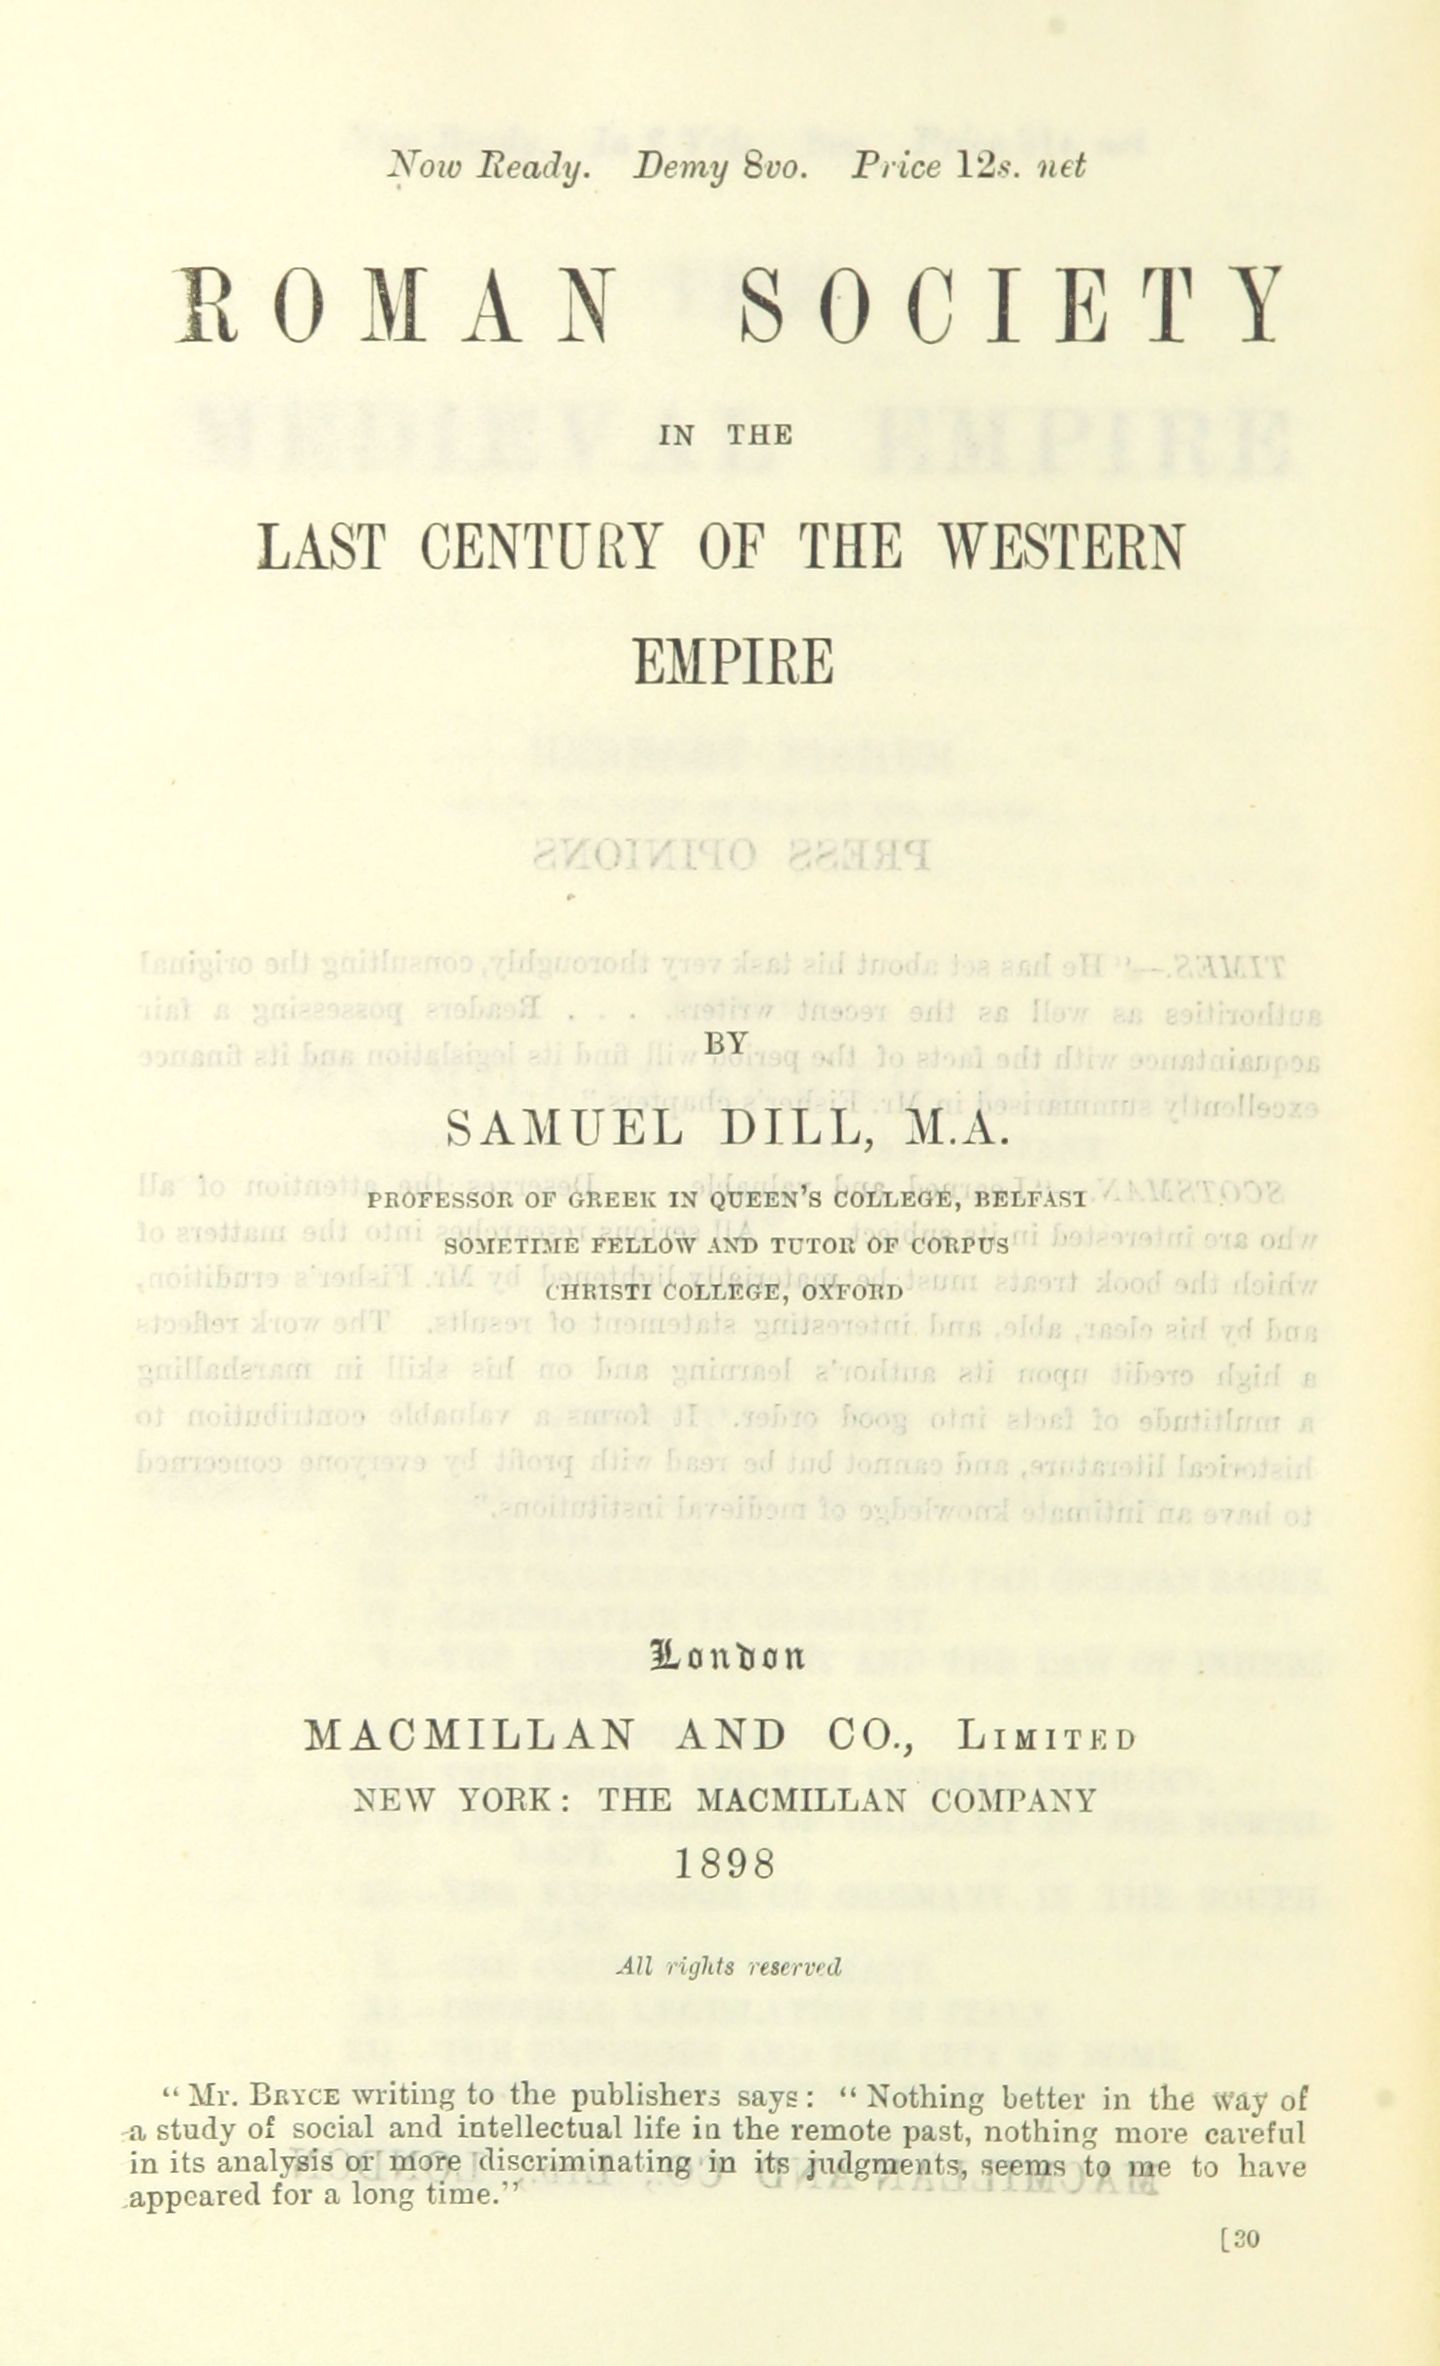 Now Ready. Demy 8vo. Price 12s. net
ROMAN SOCIETY
IN THE
LAST CENTURY OF THE WESTERN
EMPIRE
BY
SAMUEL DILL, M.A.
PROFESSOR OF GREEK IN QUEEN'S COLLEGE, BELFAST
SOMETIME FELLOW AND TUTOR OF CORPUS
CHRISTI COLLEGE, OXFORD
London
MACMILLAN AND CO., LIMITED
NEW YORK: THE MACMILLAN COMPANY
1898
All rights reserved
"Mr. BRYCE writing to the publishers says: "Nothing better in the way of
a study of social and intellectual life in the remote past, nothing more careful
in its analysis or more discriminating in its judgments, seems to me to have
appeared for a long time."
[30